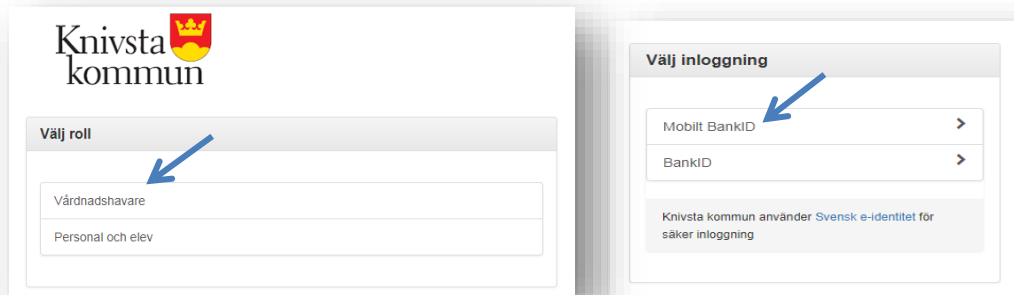 Knivsta
kommun
Välj roll
Vårdnadshavare
Personal och elev
Välj inloggning
Mobilt BankID
BankID
Knivsta kommun använder Svensk e-identitet för
säker inloggning